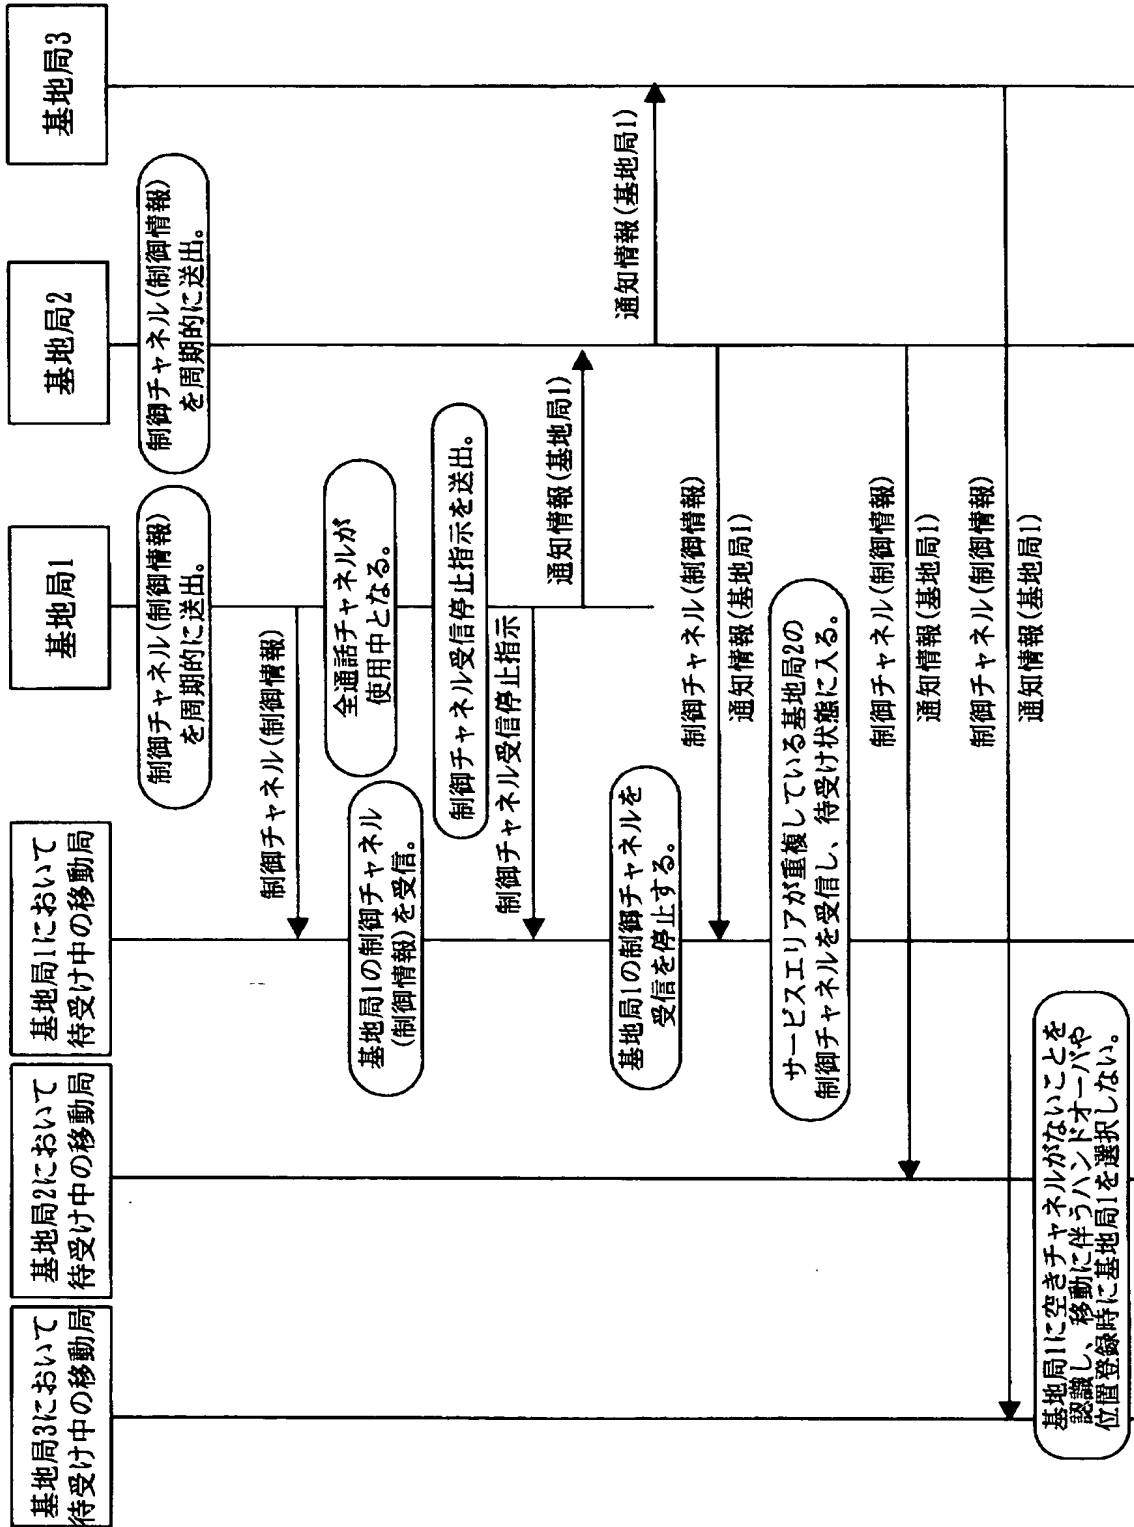 基地局3において
待受け中の移動局
基地局2において
待受け中の移動局
基地局1において
待受け中の移動局
基地局1
基地局2
基地局3
制御チャネル(制御情報)
を周期的に送出。
制御チャネル(制御情報)
を周期的に送出。
制御チャネル(制御情報)
全通話チャネルが
使用中となる。
基地局1の制御チャネル
(制御情報)を受信。
制御チャネル受信停止指示を送出。
制御チャネル受信停止指示
通知情報(基地局1)
基地局1の制御チャネルを
受信を停止する。
通知情報(基地局1)
制御チャネル(制御情報)
通知情報(基地局1)
サービスエリアが重複している基地局2の
制御チャネルを受信し、待受け状態に入る。
制御チャネル(制御情報)
通知情報(基地局1)
制御チャネル(制御情報)
通知情報(基地局1)
基地局1に空きチャネルがないことを
認識し、移動に伴うハンドオーバや
位置登録時に基地局1を選択しない。